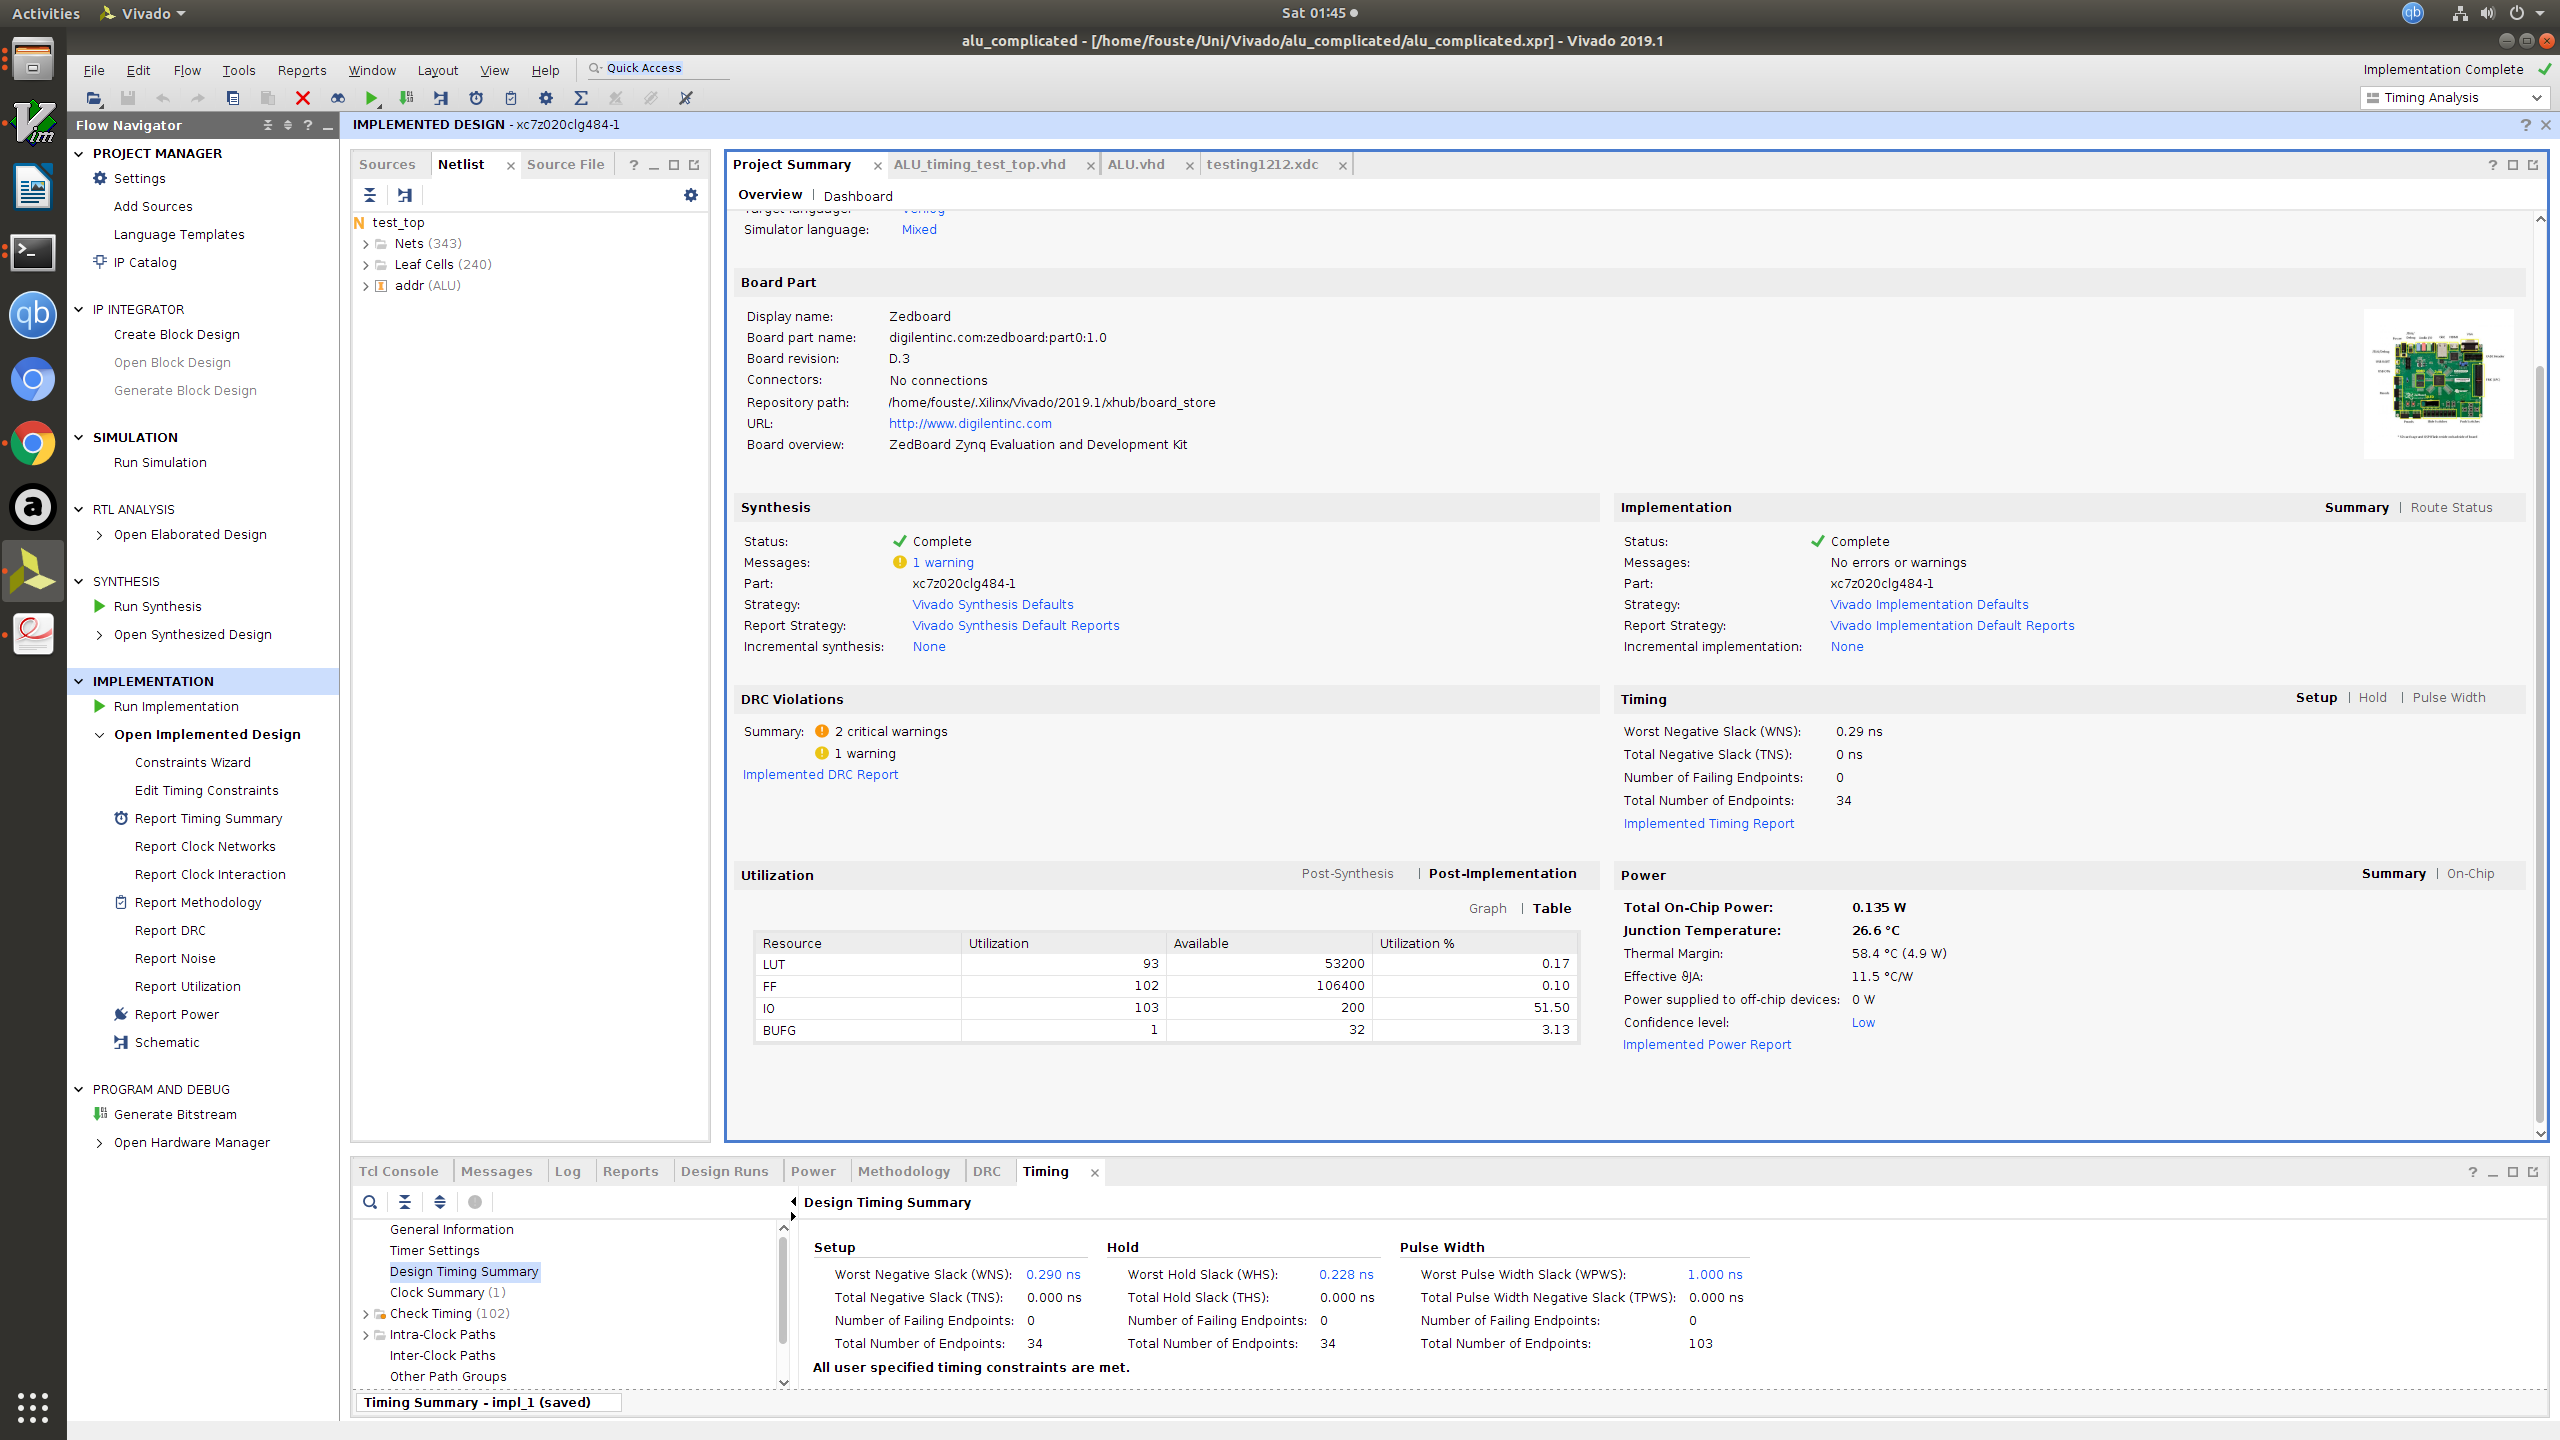 Activities
Vivado
Sat 01:45
qb
alu_complicated - [/home/fouste/Uni/Vivado/alu_complicated/alu_complicated.xpr] - Vivado 2019.1
File Edit Flow Tools Reports Window Layout View Help
Quick Access
Implementation Complete
Timing Analysis
Flow Navigator
PROJECT MANAGER
Settings
Add Sources
Language Templates
IP Catalog
IP INTEGRATOR
Create Block Design
Open Block Design
Generate Block Design
SIMULATION
Run Simulation
RTL ANALYSIS
Open Elaborated Design
SYNTHESIS
Run Synthesis
Open Synthesized Design
IMPLEMENTATION
Run Implementation
Open Implemented Design
Constraints Wizard
Edit Timing Constraints
Report Timing Summary
Report Clock Networks
Report Clock Interaction
Report Methodology
Report DRC
Report Noise
Report Utilization
Report Power
Schematic
PROGRAM AND DEBUG
Generate Bitstream
Open Hardware Manager
IMPLEMENTED DESIGN - xc7z020clg484-1
Sources Netlist Source File
test_top
Nets (343)
Leaf Cells (240)
addr (ALU)
Project Summary ALU_timing_test_top.vhd ALU.vhd testing1212.xdc
Overview | Dashboard
Target language: Verilog
Simulator language: Mixed
Board Part
Display name: Zedboard
Board part name: digilentinc.com:zedboard:part0:1.0
Board revision: D.3
Connectors: No connections
Repository path: /home/fouste/.Xilinx/Vivado/2019.1/xhub/board_store
URL: http://www.digilentinc.com
Board overview: ZedBoard Zynq Evaluation and Development Kit
Synthesis
Status: Complete
Messages: 1 warning
Part: xc7z020clg484-1
Strategy: Vivado Synthesis Defaults
Report Strategy: Vivado Synthesis Default Reports
Incremental synthesis: None
Implementation Summary | Route Status
Status: Complete
Messages: No errors or warnings
Part: xc7z020clg484-1
Strategy: Vivado Implementation Defaults
Report Strategy: Vivado Implementation Default Reports
Incremental implementation: None
DRC Violations
Summary: 2 critical warnings
1 warning
Implemented DRC Report
Timing Setup | Hold | Pulse Width
Worst Negative Slack (WNS): 0.29 ns
Total Negative Slack (TNS): 0 ns
Number of Failing Endpoints: 0
Total Number of Endpoints: 34
Implemented Timing Report
Utilization Post-Synthesis | Post-Implementation
Graph | Table
Resource Utilization Available Utilization %
LUT 93 53200 0.17
FF 102 106400 0.10
IO 103 200 51.50
BUFG 1 32 3.13
Power Summary | On-Chip
Total On-Chip Power: 0.135 W
Junction Temperature: 26.6 °C
Thermal Margin: 58.4 °C (4.9 W)
Effective ϑJA: 11.5 °C/W
Power supplied to off-chip devices: 0 W
Confidence level: Low
Implemented Power Report
Tcl Console Messages Log Reports Design Runs Power Methodology DRC Timing
General Information
Timer Settings
Design Timing Summary
Clock Summary (1)
Check Timing (102)
Intra-Clock Paths
Inter-Clock Paths
Other Path Groups
Design Timing Summary
Setup Hold Pulse Width
Worst Negative Slack (WNS): 0.290 ns Worst Hold Slack (WHS): 0.228 ns Worst Pulse Width Slack (WPWS): 1.000 ns
Total Negative Slack (TNS): 0.000 ns Total Hold Slack (THS): 0.000 ns Total Pulse Width Negative Slack (TPWS): 0.000 ns
Number of Failing Endpoints: 0 Number of Failing Endpoints: 0 Number of Failing Endpoints: 0
Total Number of Endpoints: 34 Total Number of Endpoints: 34 Total Number of Endpoints: 103
All user specified timing constraints are met.
Timing Summary - impl_1 (saved)